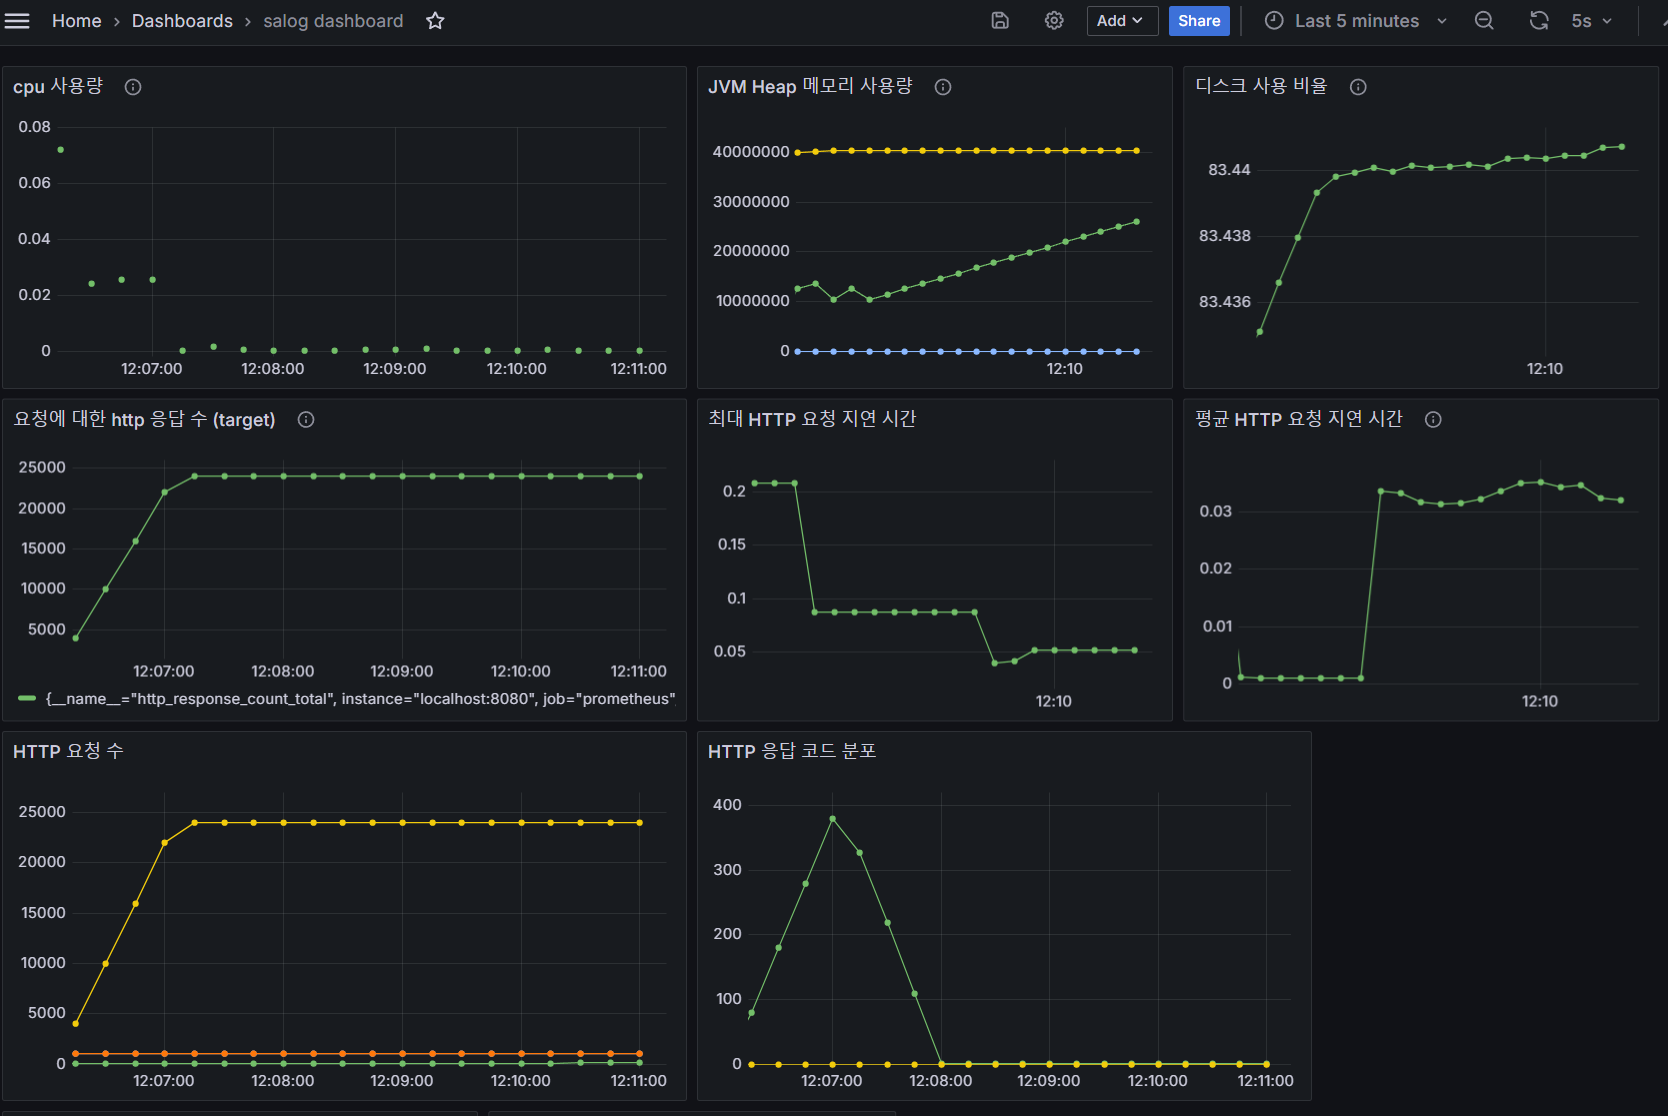 Home › Dashboards › salog dashboard
Add
Share
Last 5 minutes
5s
cpu 사용량
0.08
0.06
0.04
0.02
0
12:07:00 12:08:00 12:09:00 12:10:00 12:11:00
JVM Heap 메모리 사용량
40000000
30000000
20000000
10000000
0
12:10
디스크 사용 비율
83.44
83.438
83.436
12:10
요청에 대한 http 응답 수 (target)
25000
20000
15000
10000
5000
12:07:00 12:08:00 12:09:00 12:10:00 12:11:00
{__name__="http_response_count_total", instance="localhost:8080", job="prometheus"
최대 HTTP 요청 지연 시간
0.2
0.15
0.1
0.05
12:10
평균 HTTP 요청 지연 시간
0.03
0.02
0.01
0
12:10
HTTP 요청 수
25000
20000
15000
10000
5000
0
12:07:00 12:08:00 12:09:00 12:10:00 12:11:00
HTTP 응답 코드 분포
400
300
200
100
0
12:07:00 12:08:00 12:09:00 12:10:00 12:11:00